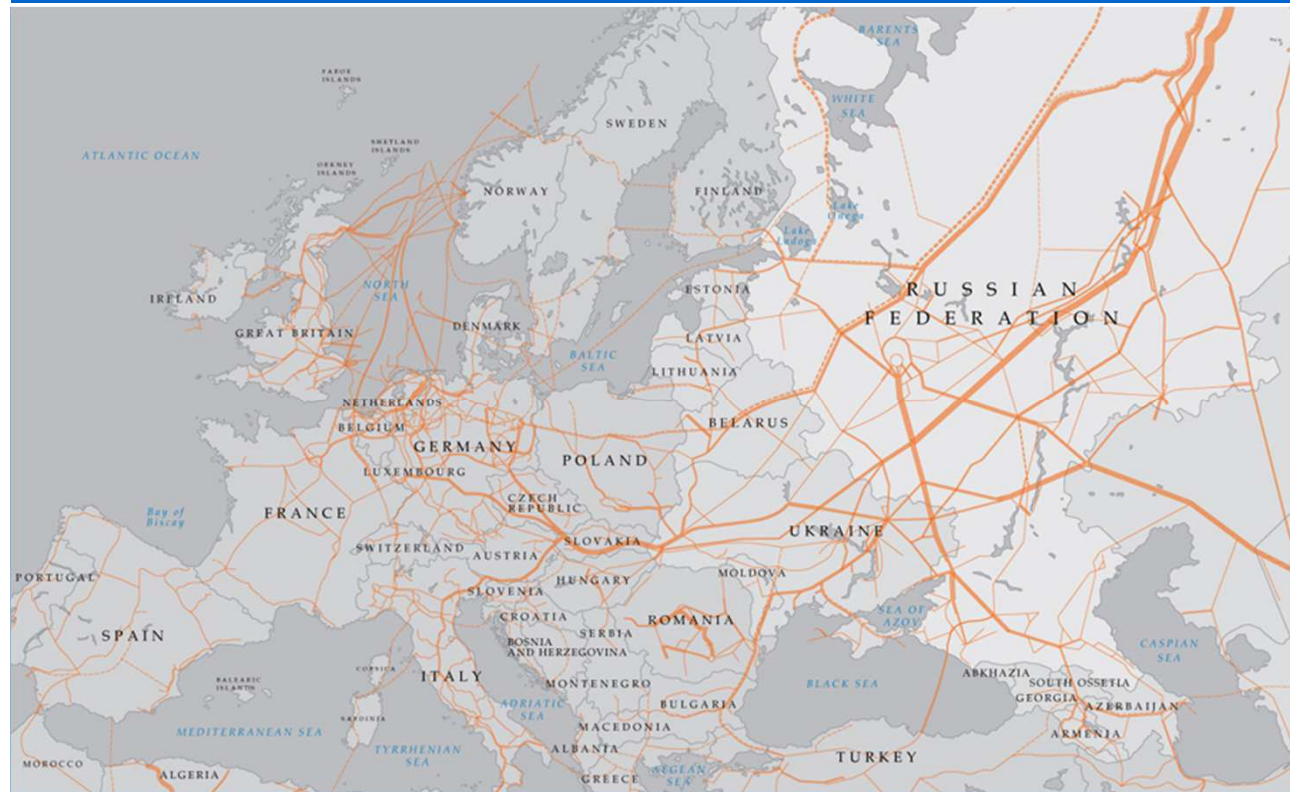 BARENTS
SEA
FAROE
ISLANDS
WHITE
SEA
SWEDEN
ATLANTIC OCEAN
SHETLAND
ISLANDS
ORKNEY
ISLANDS
NORWAY
FINLAND
Lake
Onega
Lake
Ladoga
IRELAND
NORTH
SEA
ESTONIA
RUSSIAN
FEDERATION
GREAT BRITAIN
DENMARK
LATVIA
BALTIC
SEA
LITHUANIA
NETHERLANDS
BELGIUM
BELARUS
GERMANY
POLAND
LUXEMBOURG
CZECH
REPUBLIC
Bay of
Biscay
FRANCE
UKRAINE
SLOVAKIA
SWITZERLAND
AUSTRIA
PORTUGAL
HUNGARY
MOLDOVA
SLOVENIA
SEA OF
AZOV
CROATIA
ROMANIA
SPAIN
SERBIA
BOSNIA
AND HERZEGOVINA
CASPIAN
SEA
CORSICA
ITALY
ABKHAZIA
SOUTH OSSETIA
BALEARIC
ISLANDS
MONTENEGRO
BLACK SEA
GEORGIA
AZERBAIJAN
ADRIATIC
SEA
BULGARIA
SARDINIA
MACEDONIA
MEDITERRANEAN SEA
ARMENIA
TYRRHENIAN
SEA
ALBANIA
TURKEY
MOROCCO
ALGERIA
GREECE
AEGEAN
SEA